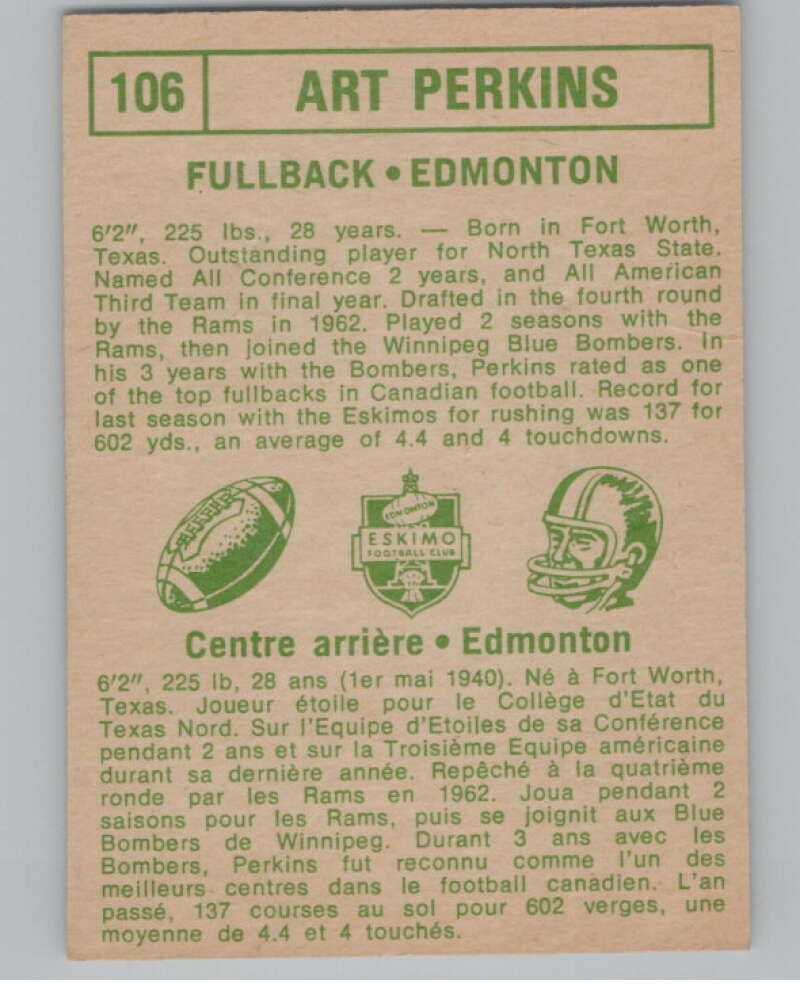 106
ART PERKINS
FULLBACK • EDMONTON
6'2", 225 lbs., 28 years. — Born in Fort Worth,
Texas. Outstanding player for North Texas State.
Named All Conference 2 years, and All American
Third Team in final year. Drafted in the fourth round
by the Rams in 1962. Played 2 seasons with the
Rams, then joined the Winnipeg Blue Bombers. In
his 3 years with the Bombers, Perkins rated as one
of the top fullbacks in Canadian football. Record for
last season with the Eskimos for rushing was 137 for
602 yds., an average of 4.4 and 4 touchdowns.
EDMONTON
ESKIMO
FOOTBALL CLUB
Centre arrière • Edmonton
6'2", 225 lb, 28 ans (1er mai 1940). Né à Fort Worth,
Texas. Joueur étoile pour le Collège d'Etat du
Texas Nord. Sur l'Equipe d'Etoiles de sa Conférence
pendant 2 ans et sur la Troisième Equipe américaine
durant sa dernière année. Repêché à la quatrième
ronde par les Rams en 1962. Joua pendant 2
saisons pour les Rams, puis se joignit aux Blue
Bombers de Winnipeg. Durant 3 ans avec les
Bombers, Perkins fut reconnu comme l'un des
meilleurs centres dans le football canadien. L'an
passé, 137 courses au sol pour 602 verges, une
moyenne de 4.4 et 4 touchés.